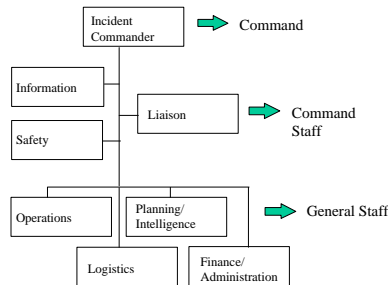 Incident
Commander
Command
Information
Liaison
Command
Staff
Safety
Operations
Planning/
Intelligence
General Staff
Logistics
Finance/
Administration